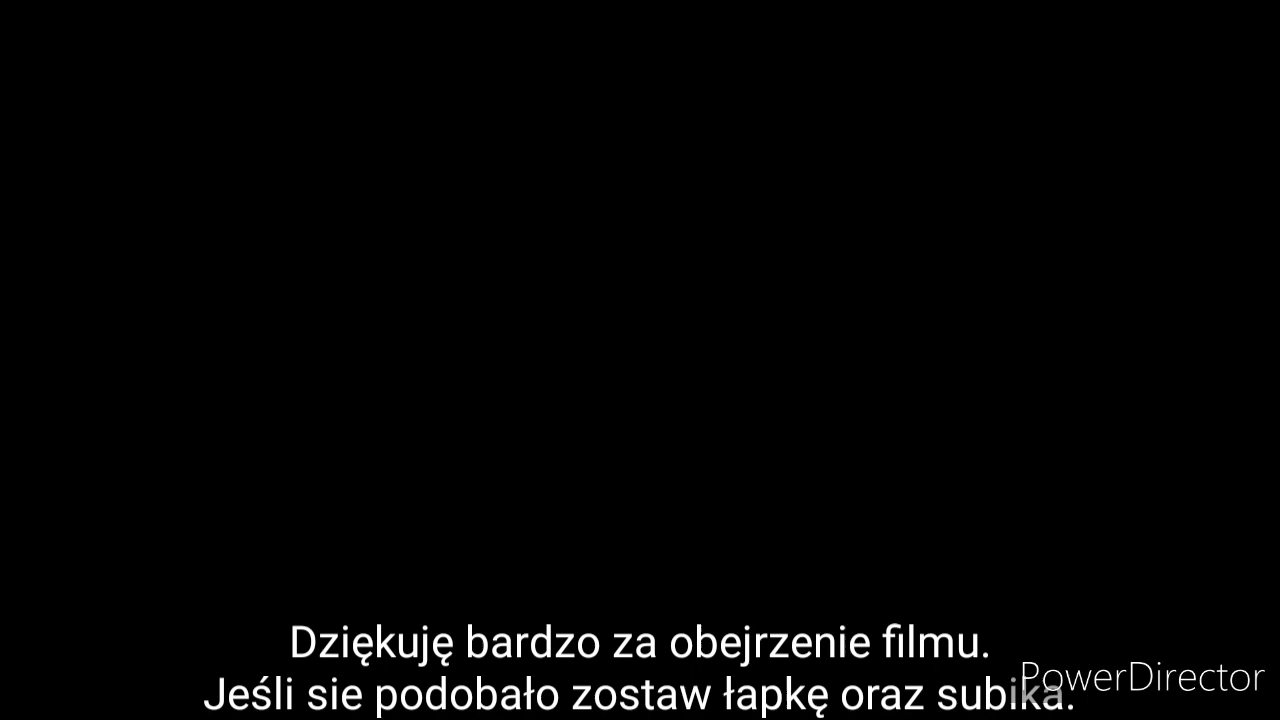 Dziękuję bardzo za obejrzenie filmu.
Jeśli sie podobało zostaw łapkę oraz subika.
PowerDirector